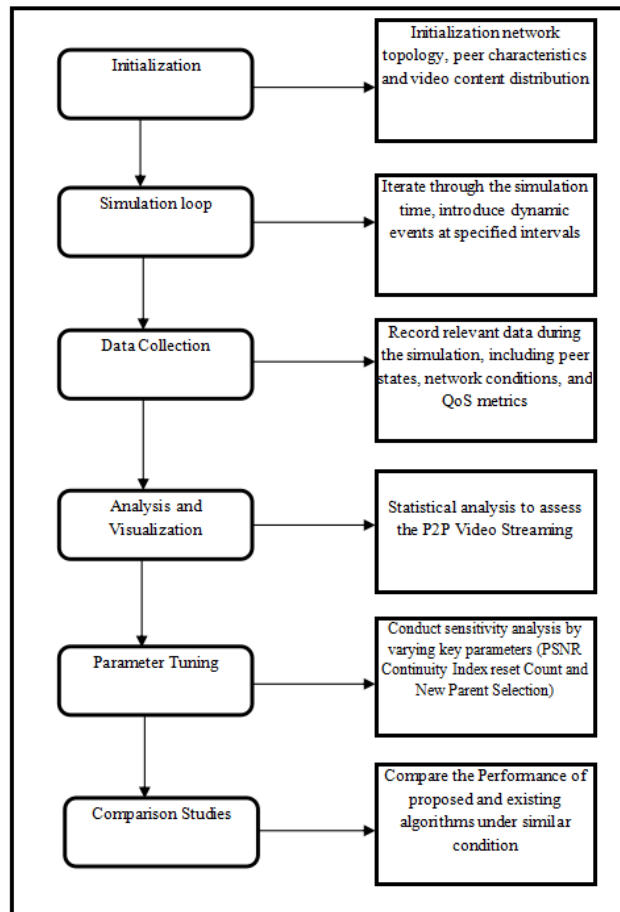 Initialization
Initialization network
topology, peer characteristics
and video content distribution
Simulation loop
Iterate through the simulation
time, introduce dynamic
events at specified intervals
Data Collection
Record relevant data during
the simulation, including peer
states, network conditions, and
QoS metrics
Analysis and
Visualization
Statistical analysis to assess
the P2P Video Streaming
Parameter Tuning
Conduct sensitivity analysis by
varying key parameters (PSNR
Continuity Index reset Count and
New Parent Selection)
Comparison Studies
Compare the Performance of
proposed and existing
algorithms under similar
condition